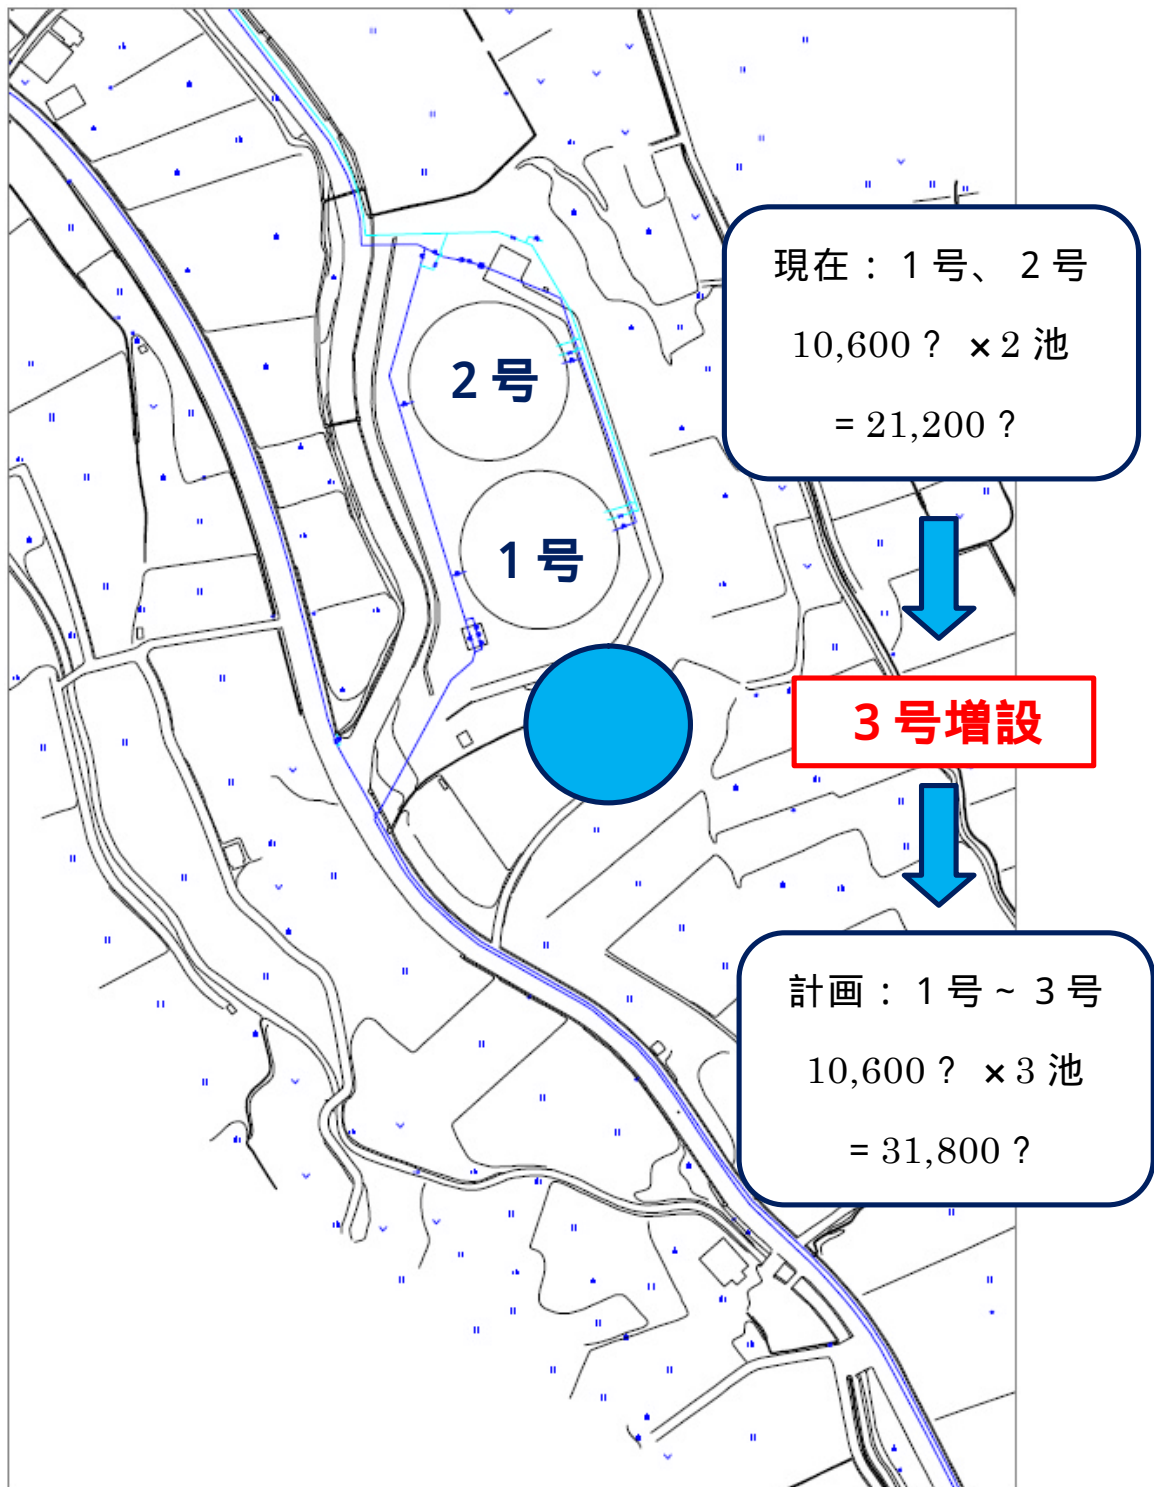 現在： 1号、 2号
10,600 ? ×2 池
= 21,200 ?
2号
1号
3号増設
計画： 1号 ~ 3号
10,600 ? ×3 池
= 31,800 ?